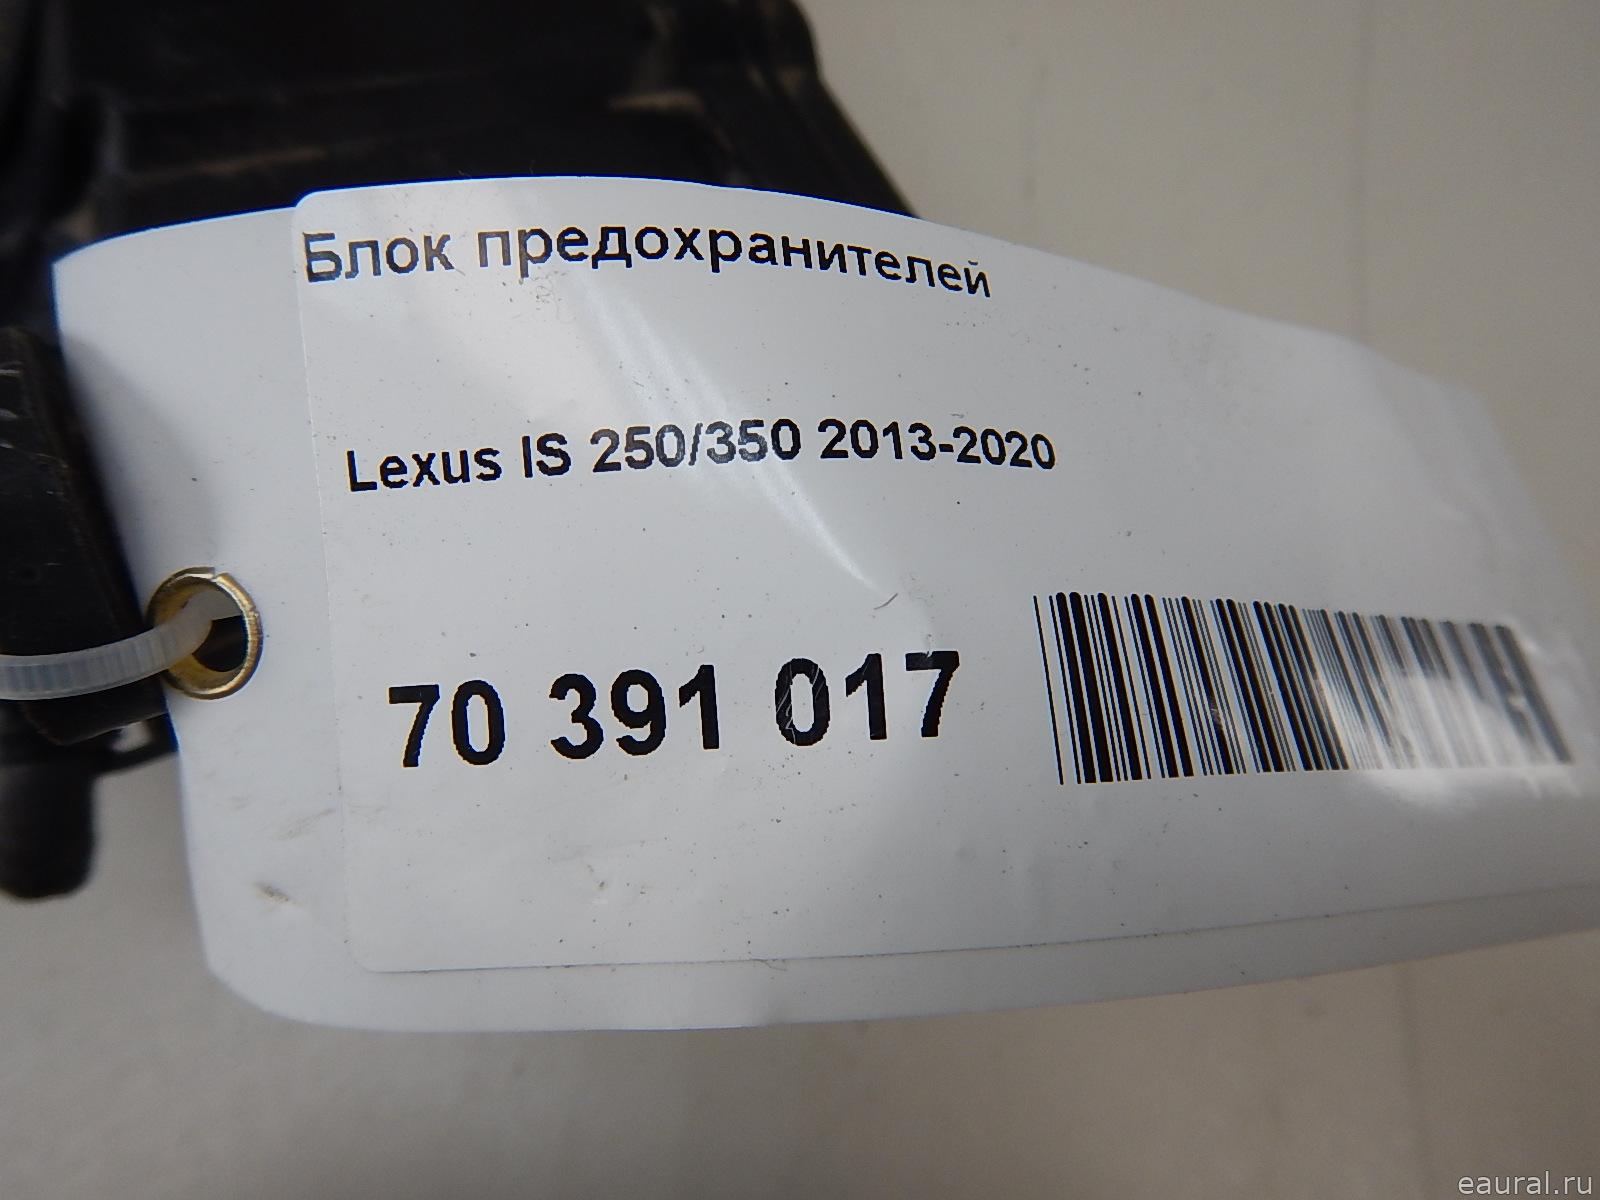 Блок предохранителей
Lexus IS 250/350 2013-2020
70 391 017
eaural.ru